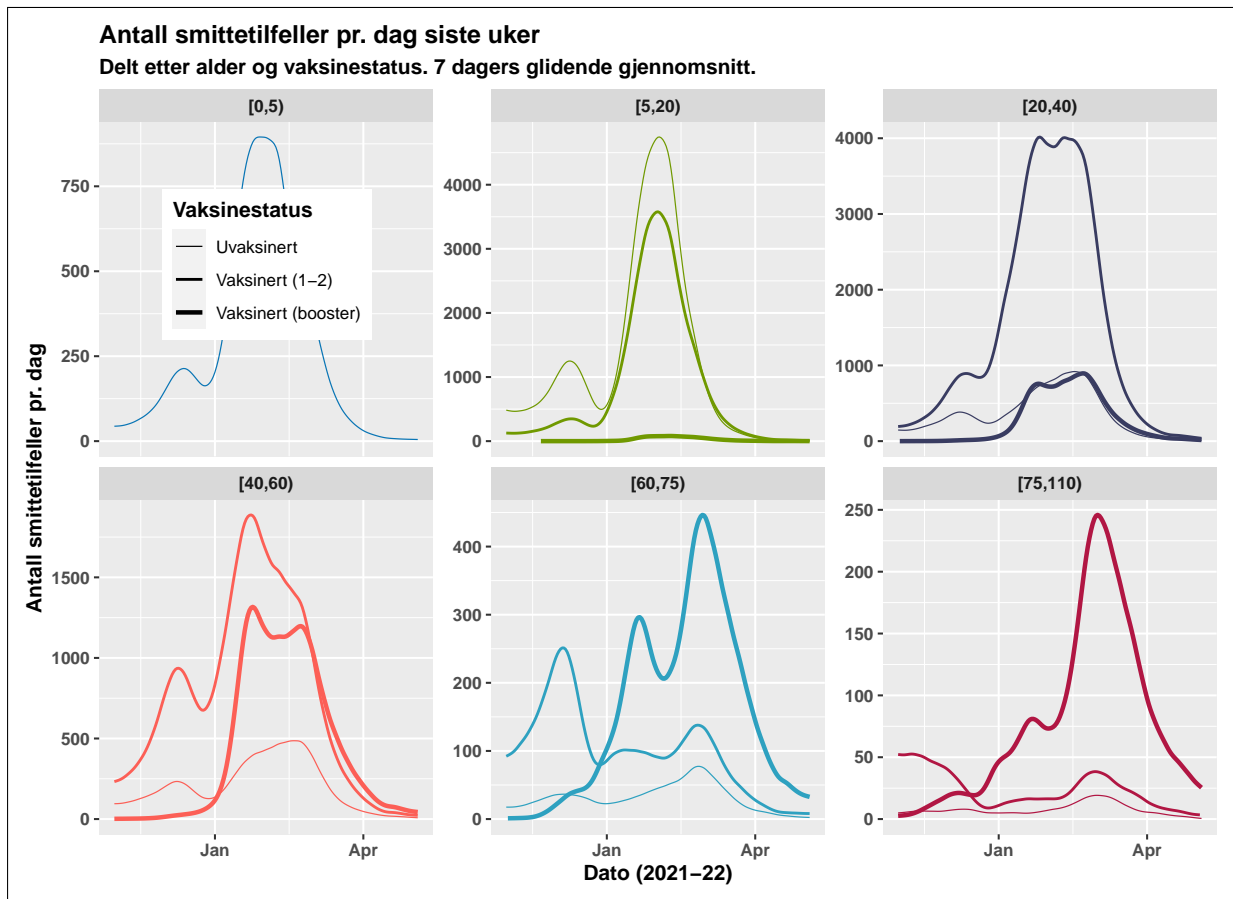 Antall smittetilfeller pr. dag siste uker
Delt etter alder og vaksinestatus. 7 dagers glidende gjennomsnitt.
[0,5)
[5,20)
[20,40)
750
500
250
0
Vaksinestatus
Uvaksinert
Vaksinert (1−2)
Vaksinert (booster)
4000
3000
2000
1000
0
4000
3000
2000
1000
0
[40,60)
[60,75)
[75,110)
1500
1000
500
0
400
300
200
100
0
250
200
150
100
50
0
Jan
Apr
Jan
Apr
Jan
Apr
Antall smittetilfeller pr. dag
Dato (2021−22)